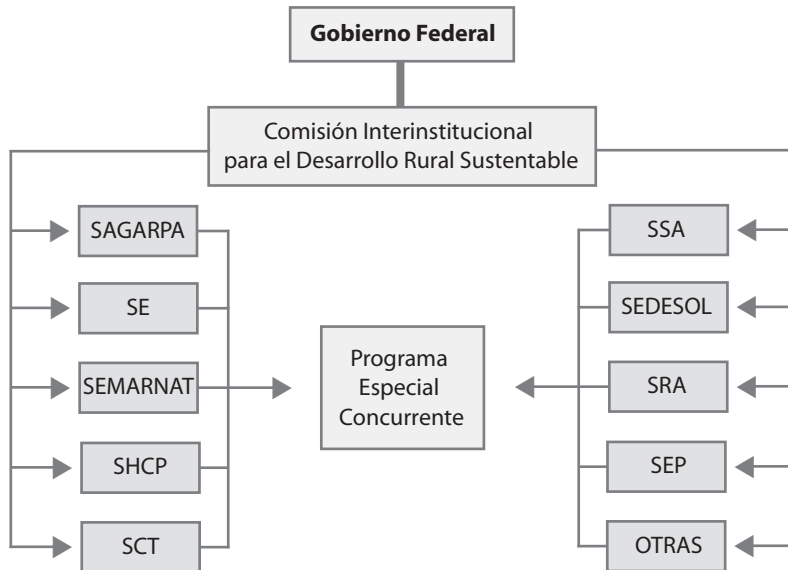 Gobierno Federal
Comisión Interinstitucional
para el Desarrollo Rural Sustentable
SAGARPA
SE
SEMARNAT
SHCP
SCT
Programa
Especial
Concurrente
SSA
SEDESOL
SRA
SEP
OTRAS